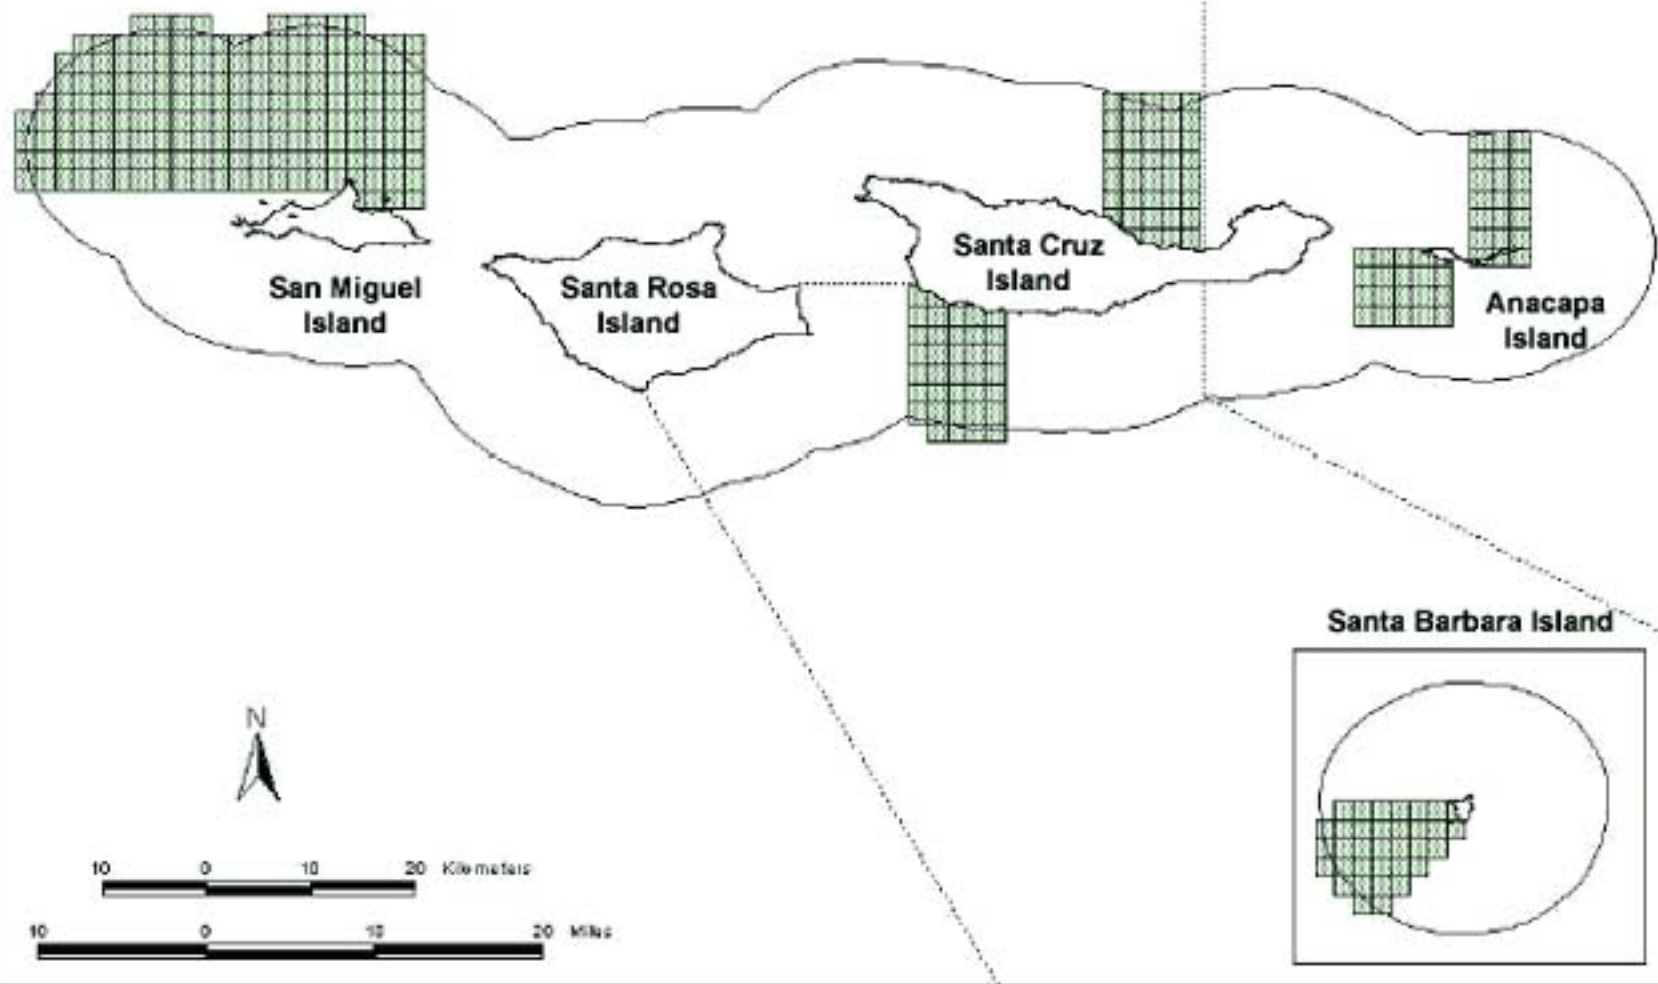 San Miguel
Island
Santa Rosa
Island
Santa Cruz
Island
Anacapa
Island
Santa Barbara Island
N
10 0 10 20 Kilometers
10 0 10 20 Miles